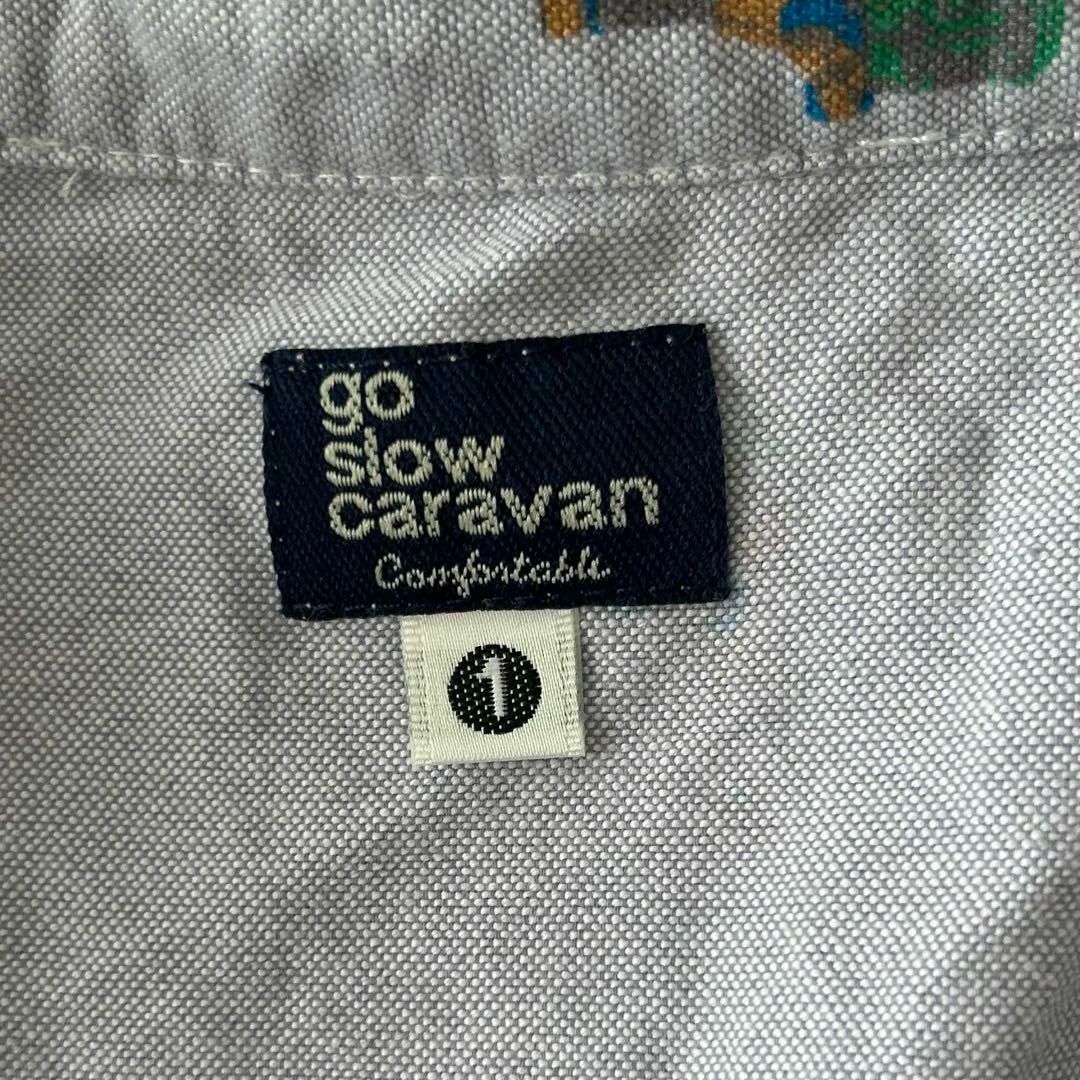 go
slow
caravan
Comfortable
1